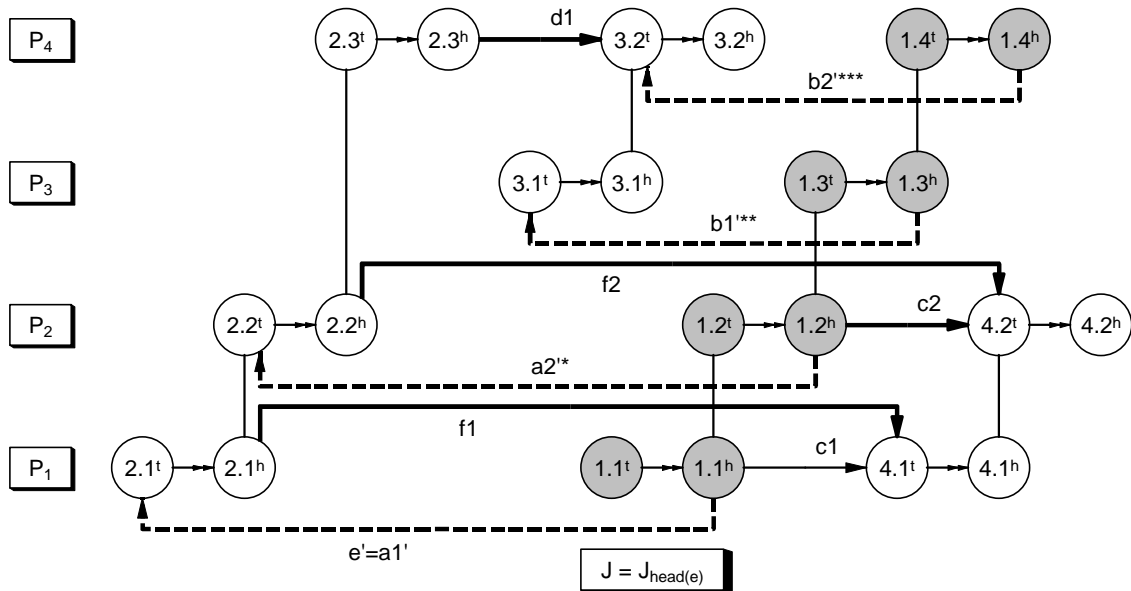 d1
P₄ 2.3ᵗ 2.3ʰ 3.2ᵗ 3.2ʰ 1.4ᵗ 1.4ʰ
b2'***
P₃ 3.1ᵗ 3.1ʰ 1.3ᵗ 1.3ʰ
b1'**
f2
P₂ 2.2ᵗ 2.2ʰ 1.2ᵗ 1.2ʰ c2 4.2ᵗ 4.2ʰ
a2'*
f1
P₁ 2.1ᵗ 2.1ʰ 1.1ᵗ 1.1ʰ c1 4.1ᵗ 4.1ʰ
e'=a1'
J = J_head(e)